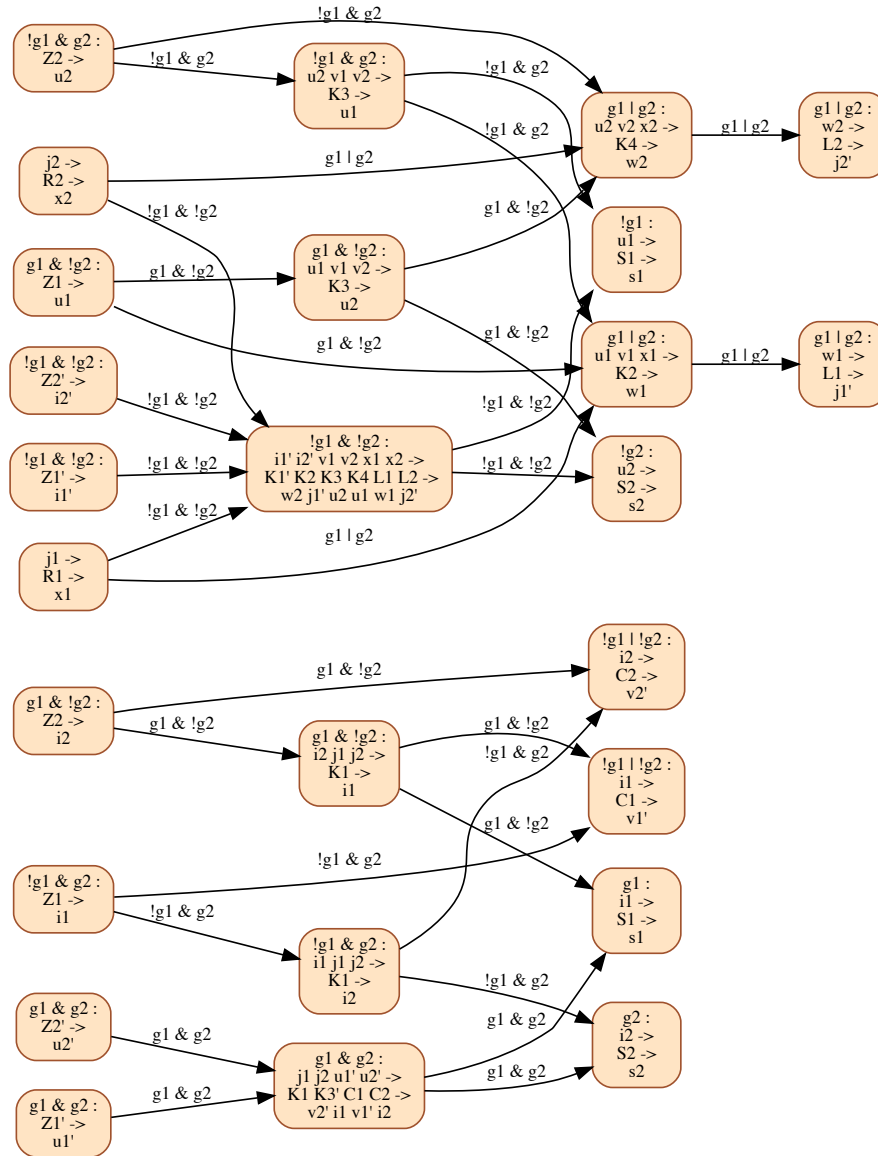 !g1 & g2
!g1 & g2 :
Z2 ->
u2
!g1 & g2
!g1 & g2 :
u2 v1 v2 ->
K3 ->
u1
!g1 & g2
!g1 & g2
g1 | g2 :
u2 v2 x2 ->
K4 ->
w2
g1 | g2
g1 | g2 :
w2 ->
L2 ->
j2'
j2 ->
R2 ->
x2
g1 | g2
!g1 & !g2
g1 & !g2
!g1 :
u1 ->
S1 ->
s1
g1 & !g2 :
Z1 ->
u1
g1 & !g2
g1 & !g2 :
u1 v1 v2 ->
K3 ->
u2
g1 & !g2
g1 & !g2
g1 | g2 :
u1 v1 x1 ->
K2 ->
w1
g1 | g2
g1 | g2 :
w1 ->
L1 ->
j1'
!g1 & !g2 :
Z2' ->
i2'
!g1 & !g2
!g1 & !g2
!g1 & !g2 :
Z1' ->
i1'
!g1 & !g2
!g1 & !g2 :
i1' i2' v1 v2 x1 x2 ->
K1' K2 K3 K4 L1 L2 ->
w2 j1' u2 u1 w1 j2'
!g1 & !g2
!g2 :
u2 ->
S2 ->
s2
!g1 & !g2
j1 ->
R1 ->
x1
g1 | g2
!g1 | !g2 :
i2 ->
C2 ->
v2'
g1 & !g2
g1 & !g2 :
Z2 ->
i2
g1 & !g2
g1 & !g2 :
i2 j1 j2 ->
K1 ->
i1
g1 & !g2
!g1 & g2
g1 & !g2
!g1 | !g2 :
i1 ->
C1 ->
v1'
!g1 & g2
!g1 & g2 :
Z1 ->
i1
!g1 & g2
g1 :
i1 ->
S1 ->
s1
!g1 & g2 :
i1 j1 j2 ->
K1 ->
i2
!g1 & g2
g1 & g2
g1 & g2 :
Z2' ->
u2'
g1 & g2
g2 :
i2 ->
S2 ->
s2
g1 & g2 :
j1 j2 u1' u2' ->
K1 K3' C1 C2 ->
v2' i1 v1' i2
g1 & g2
g1 & g2 :
Z1' ->
u1'
g1 & g2